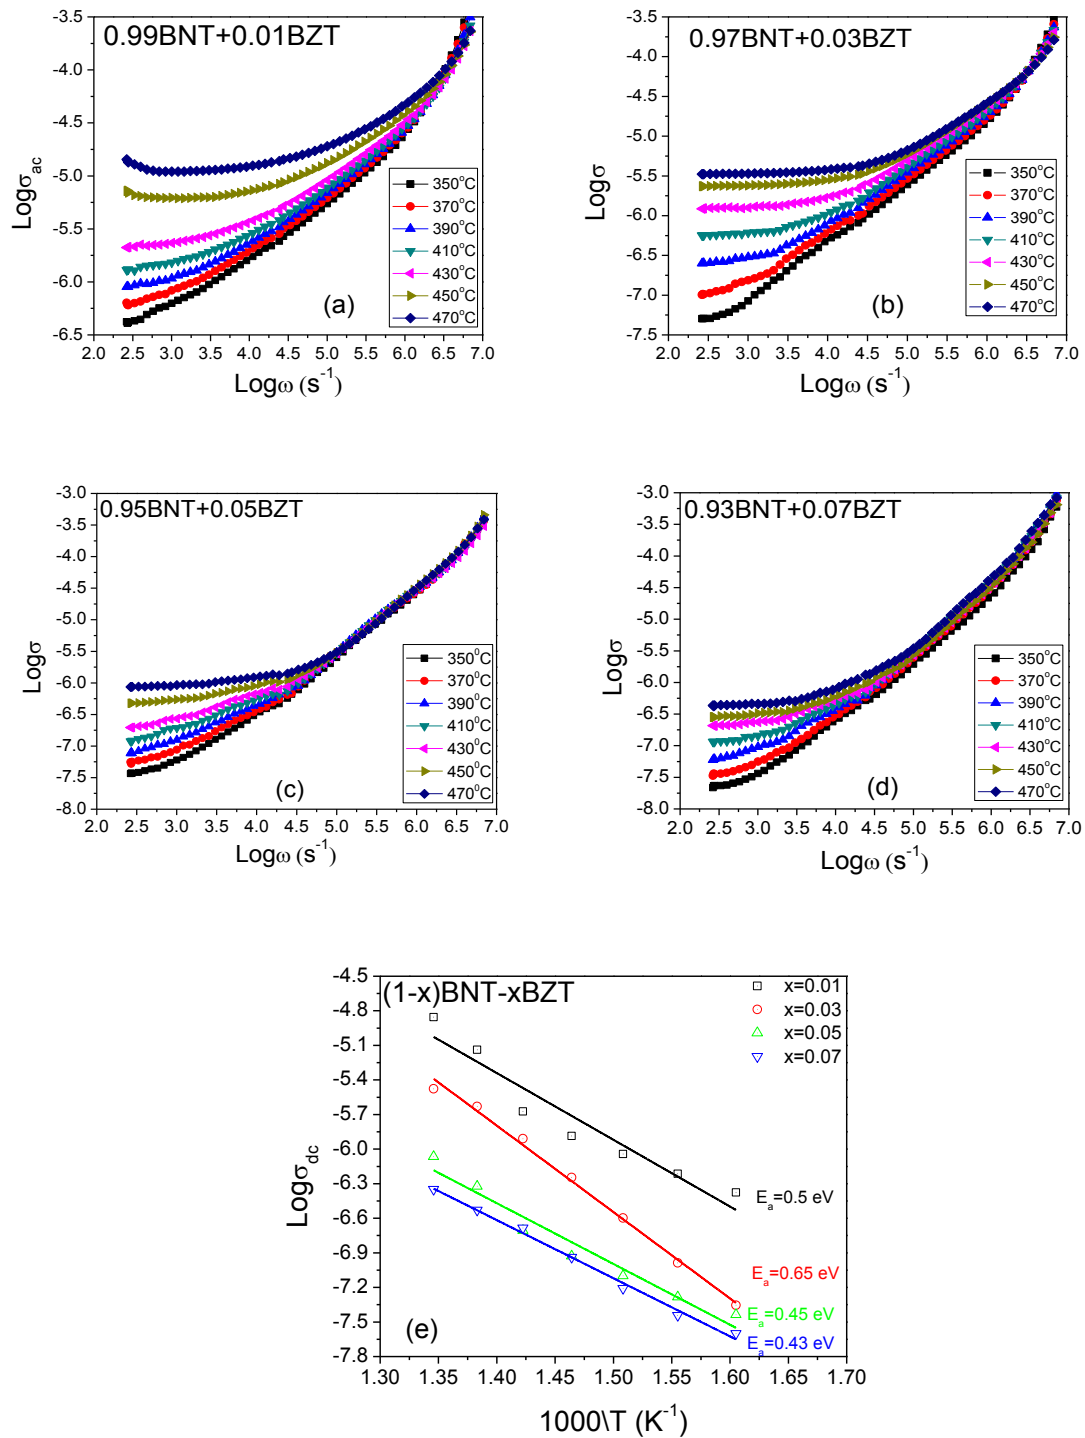 0.99BNT+0.01BZT
-3.5
-4.0
-4.5
-5.0
-5.5
-6.0
-6.5
Logσac
350°C
370°C
390°C
410°C
430°C
450°C
470°C
(a)
2.0 2.5 3.0 3.5 4.0 4.5 5.0 5.5 6.0 6.5 7.0
Logω (s-1)
0.97BNT+0.03BZT
-3.5
-4.0
-4.5
-5.0
-5.5
-6.0
-6.5
-7.0
-7.5
Logσ
350°C
370°C
390°C
410°C
430°C
450°C
470°C
(b)
2.0 2.5 3.0 3.5 4.0 4.5 5.0 5.5 6.0 6.5 7.0
Logω (s-1)
0.95BNT+0.05BZT
-3.0
-3.5
-4.0
-4.5
-5.0
-5.5
-6.0
-6.5
-7.0
-7.5
-8.0
Logσ
350°C
370°C
390°C
410°C
430°C
450°C
470°C
(c)
2.0 2.5 3.0 3.5 4.0 4.5 5.0 5.5 6.0 6.5 7.0
Logω (s-1)
0.93BNT+0.07BZT
-3.0
-3.5
-4.0
-4.5
-5.0
-5.5
-6.0
-6.5
-7.0
-7.5
-8.0
Logσ
350°C
370°C
390°C
410°C
430°C
450°C
470°C
(d)
2.0 2.5 3.0 3.5 4.0 4.5 5.0 5.5 6.0 6.5 7.0
Logω (s-1)
(1-x)BNT-xBZT
-4.5
-4.8
-5.1
-5.4
-5.7
-6.0
-6.3
-6.6
-6.9
-7.2
-7.5
-7.8
Logσdc
x=0.01
x=0.03
x=0.05
x=0.07
Ea=0.5 eV
Ea=0.65 eV
Ea=0.45 eV
Ea=0.43 eV
(e)
1.30 1.40 1.50 1.60 1.70
1000\T (K-1)